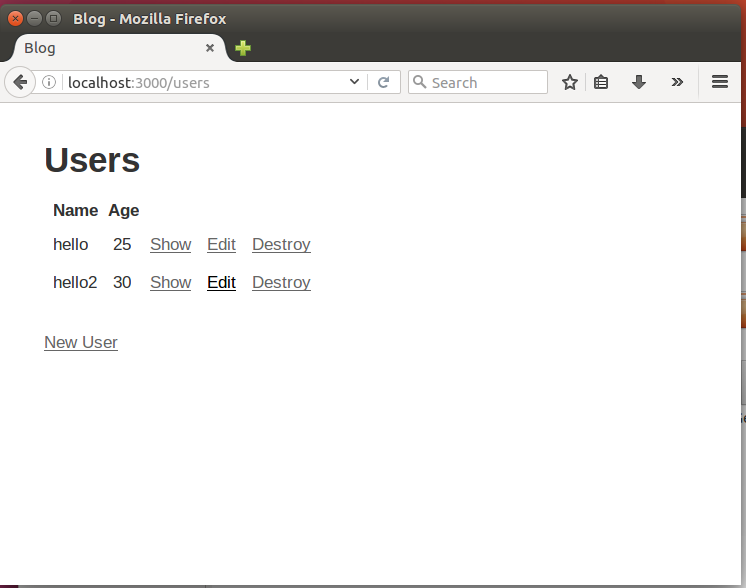 Blog - Mozilla Firefox
Blog
localhost:3000/users
Search
Users
Name Age
hello 25 Show Edit Destroy
hello2 30 Show Edit Destroy
New User